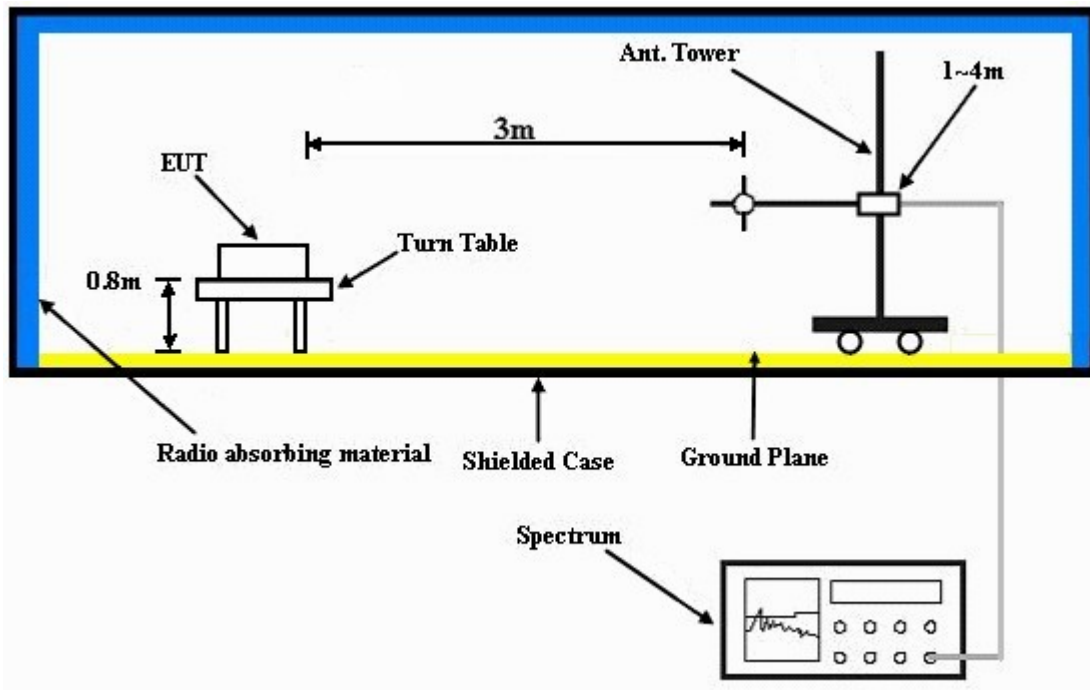 Ant. Tower
1~4m
3m
EUT
Turn Table
0.8m
Radio absorbing material
Shielded Case
Ground Plane
Spectrum